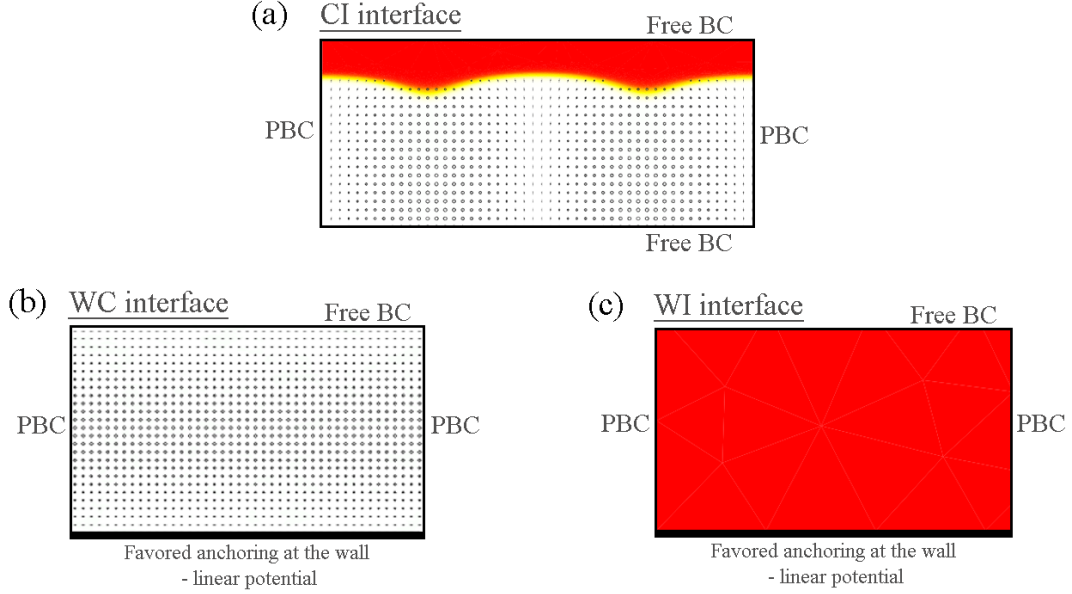 (a) CI interface
Free BC
PBC
PBC
Free BC
(b) WC interface
Free BC
PBC
PBC
Favored anchoring at the wall
- linear potential
(c) WI interface
Free BC
PBC
PBC
Favored anchoring at the wall
- linear potential